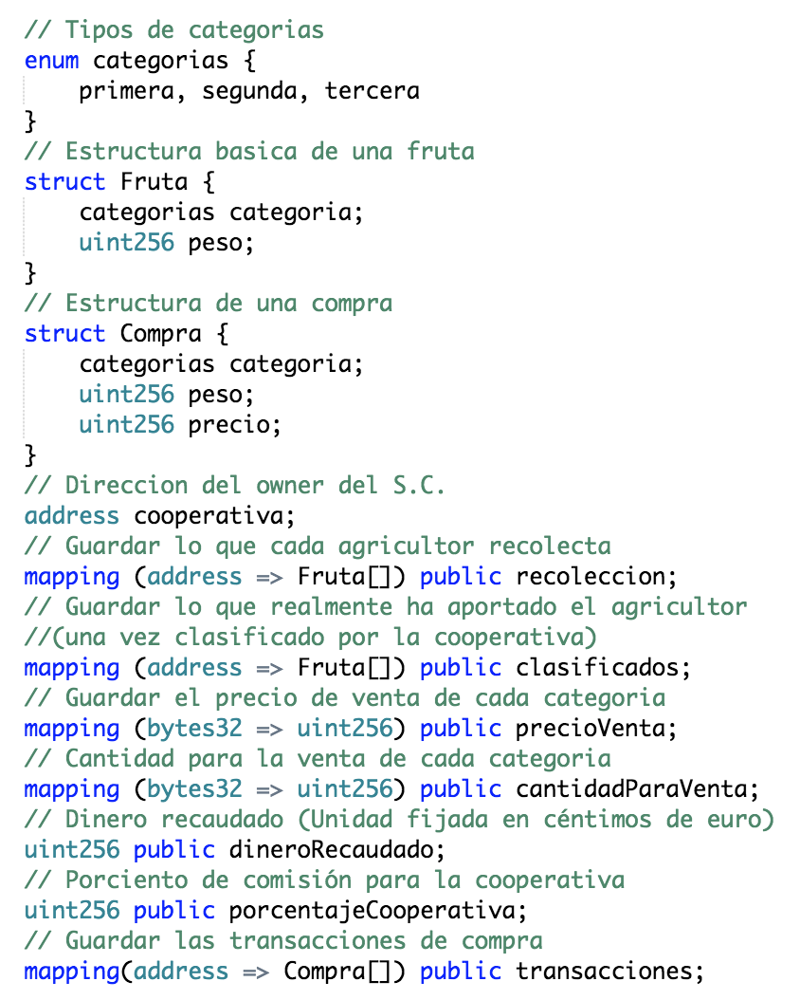 // Tipos de categorias
enum categorias {
    primera, segunda, tercera
}
// Estructura basica de una fruta
struct Fruta {
    categorias categoria;
    uint256 peso;
}
// Estructura de una compra
struct Compra {
    categorias categoria;
    uint256 peso;
    uint256 precio;
}
// Direccion del owner del S.C.
address cooperativa;
// Guardar lo que cada agricultor recolecta
mapping (address => Fruta[]) public recoleccion;
// Guardar lo que realmente ha aportado el agricultor
//(una vez clasificado por la cooperativa)
mapping (address => Fruta[]) public clasificados;
// Guardar el precio de venta de cada categoria
mapping (bytes32 => uint256) public precioVenta;
// Cantidad para la venta de cada categoria
mapping (bytes32 => uint256) public cantidadParaVenta;
// Dinero recaudado (Unidad fijada en céntimos de euro)
uint256 public dineroRecaudado;
// Porciento de comisión para la cooperativa
uint256 public porcentajeCooperativa;
// Guardar las transacciones de compra
mapping(address => Compra[]) public transacciones;